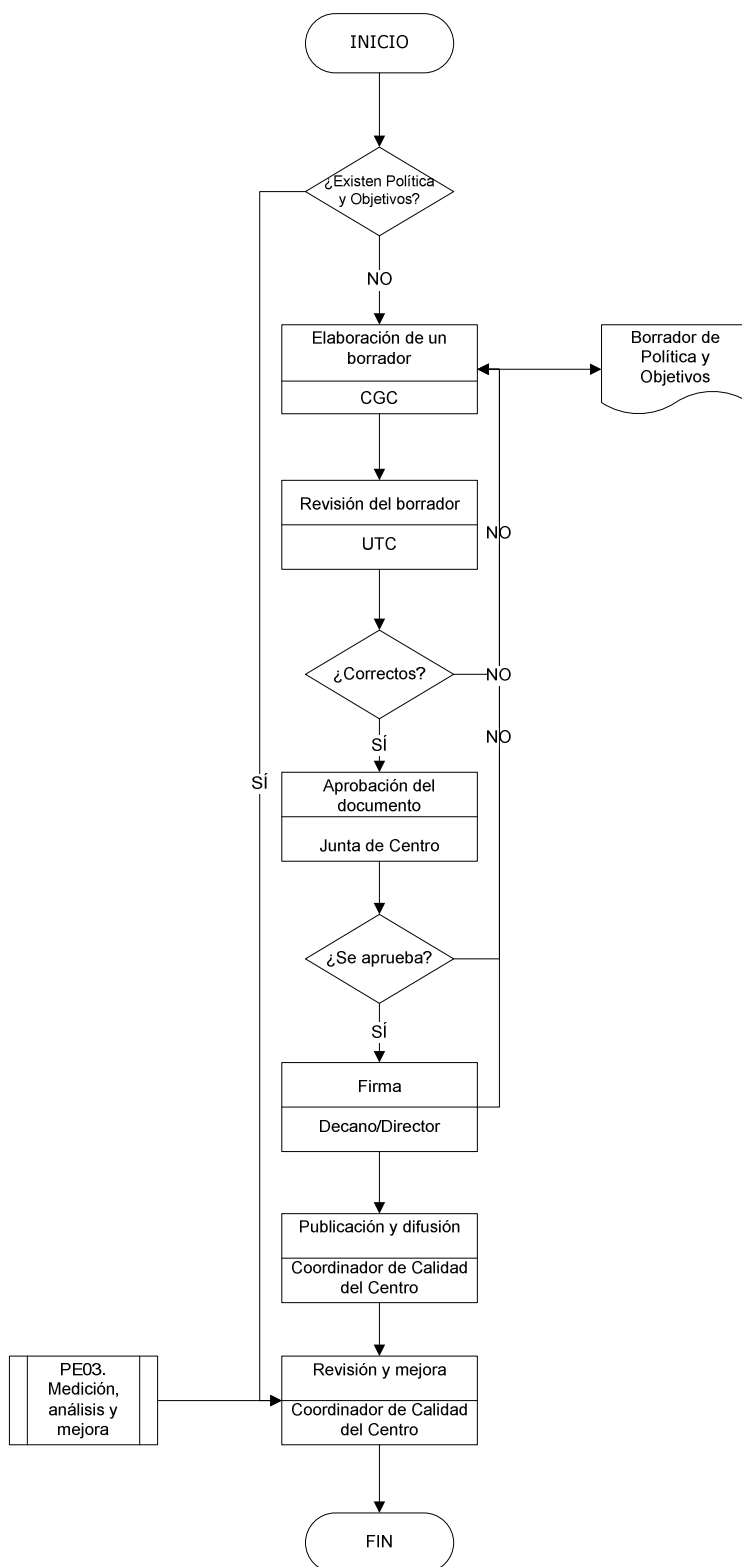 INICIO
¿Existen Política
y Objetivos?
NO
Elaboración de un
borrador
CGC
Borrador de
Política y
Objetivos
Revisión del borrador
UTC
NO
¿Correctos?
NO
SÍ
NO
Aprobación del
documento
Junta de Centro
SÍ
¿Se aprueba?
SÍ
Firma
Decano/Director
Publicación y difusión
Coordinador de Calidad
del Centro
PE03.
Medición,
análisis y
mejora
Revisión y mejora
Coordinador de Calidad
del Centro
FIN